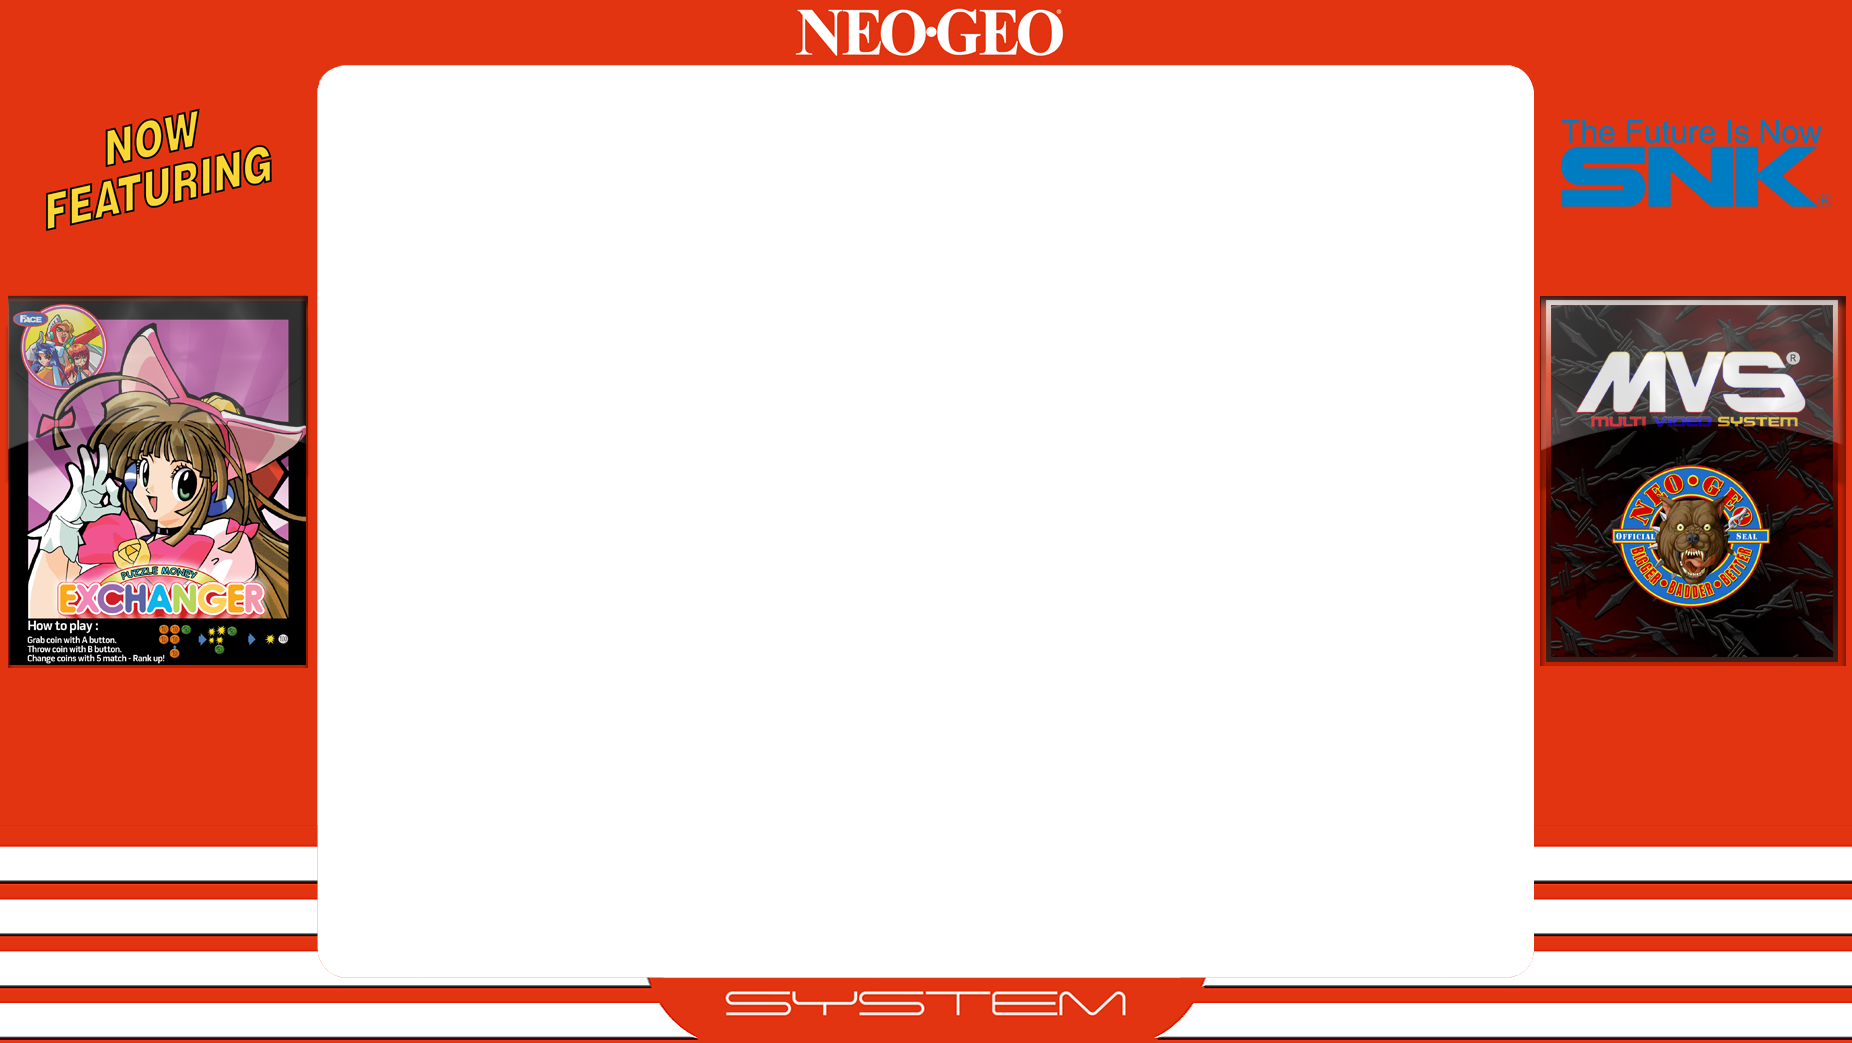 NEO•GEO®
NOW
FEATURING
The Future Is Now
SNK®
FACE
PUZZLE MONEY
EXCHANGER
How to play :
Grab coin with A button.
Throw coin with B button.
Change coins with 5 match - Rank up!
MVS®
MULTI VIDEO SYSTEM
NEO•GEO
OFFICIAL SEAL
BIGGER•BADDER•BETTER
SYSTEM